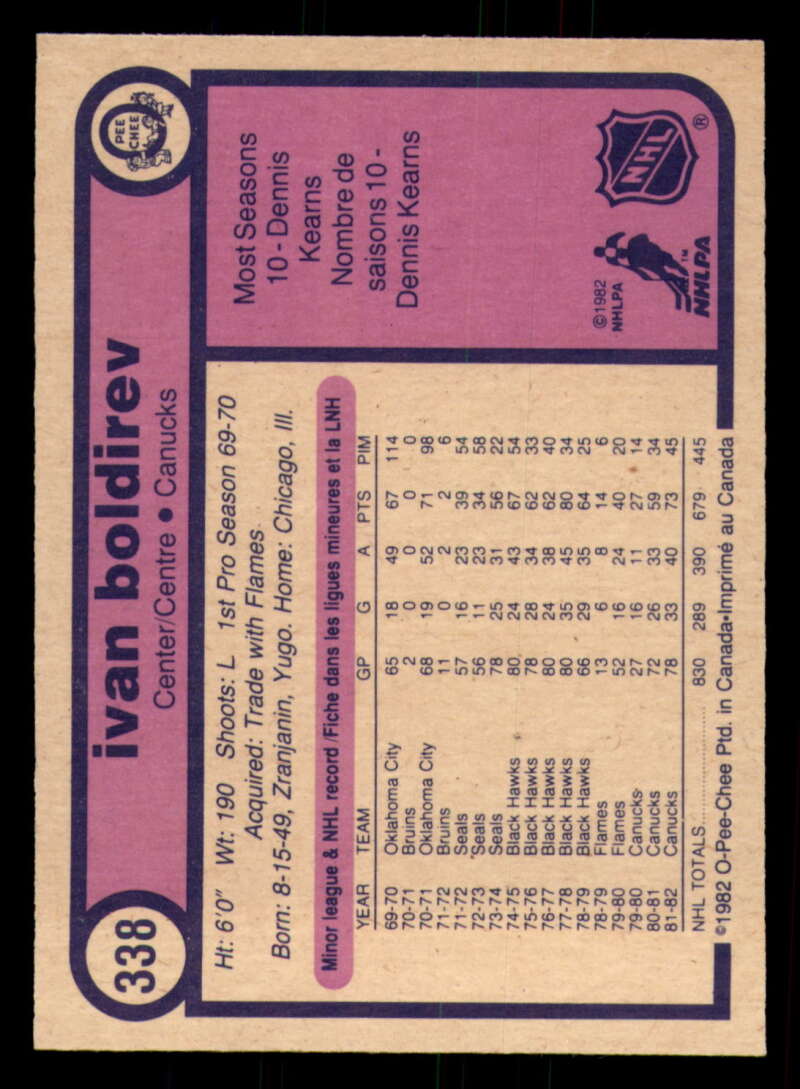 338
ivan boldirev
Center/Centre • Canucks
O
PEE
CHEE
Ht: 6'0" Wt: 190 Shoots: L 1st Pro Season 69-70
Acquired: Trade with Flames
Born: 8-15-49, Zranjanin, Yugo. Home: Chicago, Ill.
Minor league & NHL record/Fiche dans les ligues mineures et la LNH
YEAR TEAM GP G A PTS PIM
69-70 Oklahoma City 65 18 49 67 114
70-71 Bruins 2 0 0 0 0
70-71 Oklahoma City 68 19 52 71 98
71-72 Bruins 11 0 2 2 6
71-72 Seals 57 16 23 39 54
72-73 Seals 56 11 23 34 58
73-74 Seals 78 25 31 56 22
74-75 Black Hawks 80 24 43 67 54
75-76 Black Hawks 78 28 34 62 33
76-77 Black Hawks 80 24 38 62 40
77-78 Black Hawks 80 35 45 80 34
78-79 Black Hawks 66 29 35 64 25
78-79 Flames 13 6 8 14 6
79-80 Flames 52 16 24 40 20
79-80 Canucks 27 16 11 27 14
80-81 Canucks 72 26 33 59 34
81-82 Canucks 78 33 40 73 45
NHL TOTALS 830 289 390 679 445
©1982 O-Pee-Chee Ptd. in Canada•Imprimé au Canada
Most Seasons
10 - Dennis
Kearns
Nombre de
saisons 10 -
Dennis Kearns
©1982
NHLPA
NHLPA™
NHL®